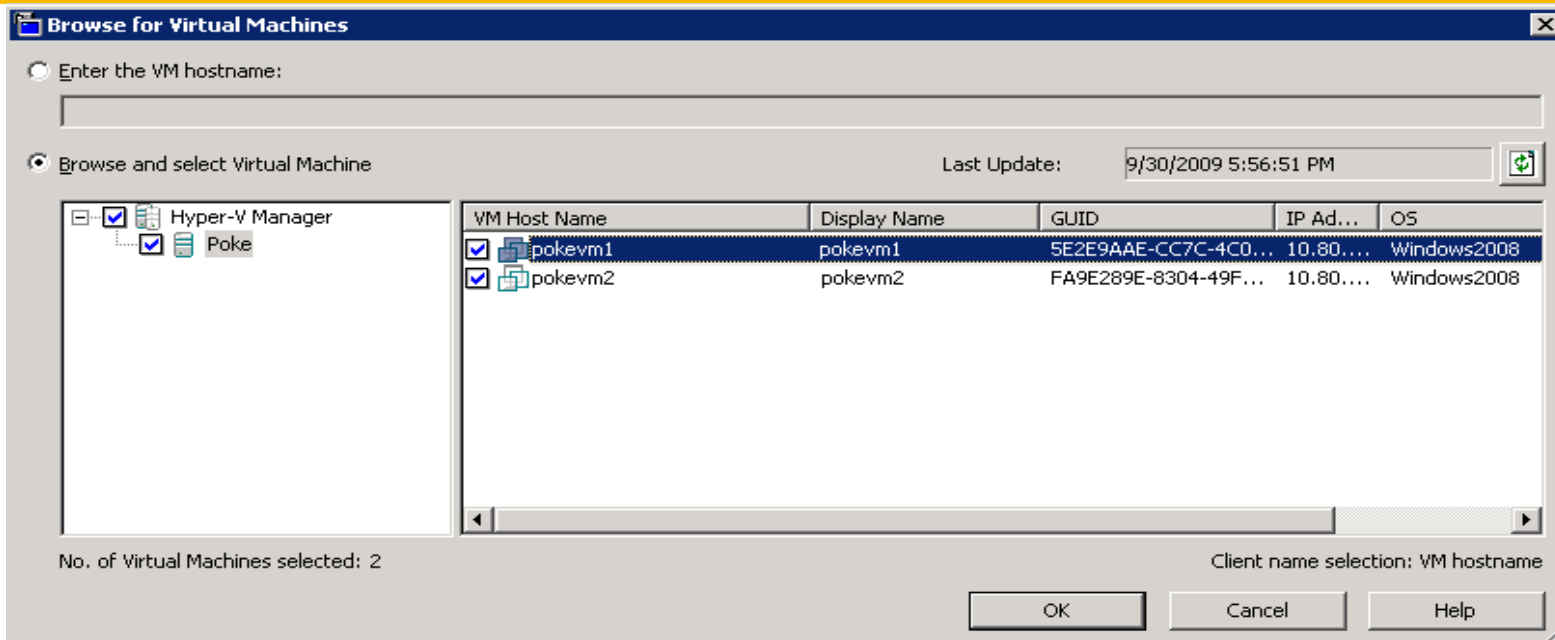 Browse for Virtual Machines
Enter the VM hostname:
Browse and select Virtual Machine Last Update: 9/30/2009 5:56:51 PM
Hyper-V Manager
Poke
VM Host Name Display Name GUID IP Ad... OS
pokevm1 pokevm1 5E2E9AAE-CC7C-4C0... 10.80.... Windows2008
pokevm2 pokevm2 FA9E289E-8304-49F... 10.80.... Windows2008
No. of Virtual Machines selected: 2 Client name selection: VM hostname
OK Cancel Help